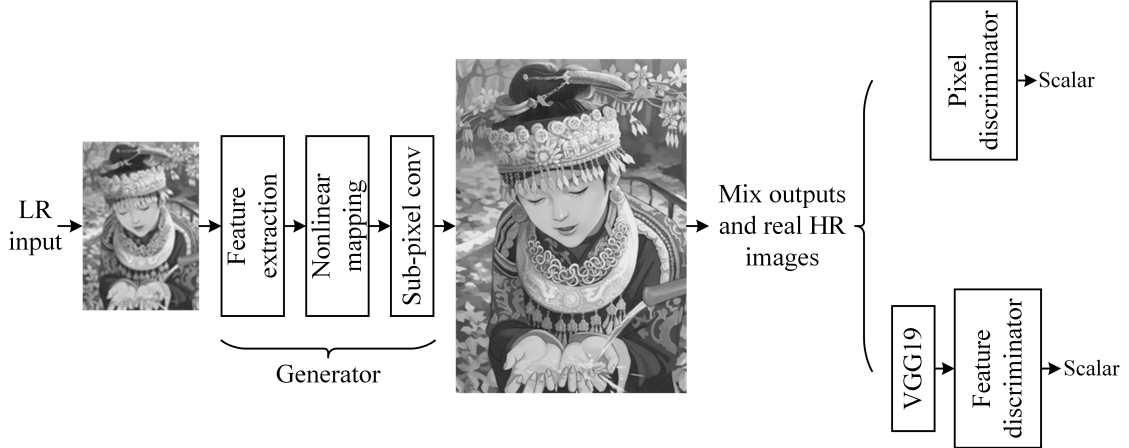 LR
input
Feature
extraction
Nonlinear
mapping
Sub-pixel conv
Generator
Mix outputs
and real HR
images
Pixel
discriminator
Scalar
VGG19
Feature
discriminator
Scalar